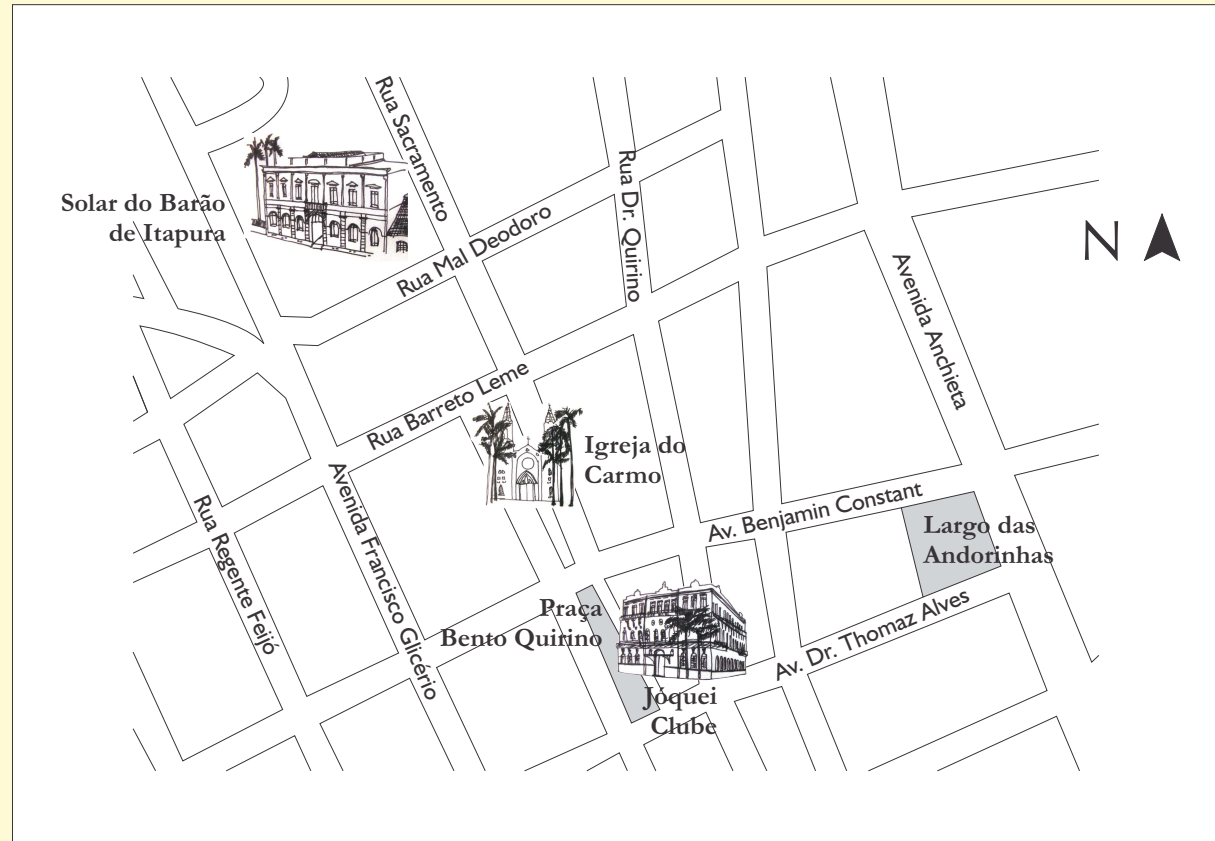 Rua Sacramento
Solar do Barão
de Itapura
Rua Mal Deodoro
Rua Dr. Quirino
N
Avenida Anchieta
Rua Barreto Leme
Igreja do
Carmo
Rua Regente Feijó
Avenida Francisco Glicério
Av. Benjamin Constant
Largo das
Andorinhas
Praça
Bento Quirino
Av. Dr. Thomaz Alves
Jóquei
Clube